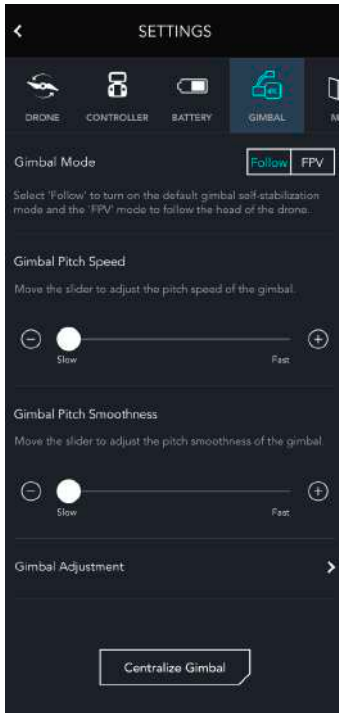 SETTINGS
DRONE CONTROLLER BATTERY GIMBAL M
Gimbal Mode Follow FPV
Select 'Follow' to turn on the default gimbal self-stabilization
mode and the 'FPV' mode to follow the head of the drone.
Gimbal Pitch Speed
Move the slider to adjust the pitch speed of the gimbal.
Slow Fast
Gimbal Pitch Smoothness
Move the slider to adjust the pitch smoothness of the gimbal.
Slow Fast
Gimbal Adjustment
Centralize Gimbal